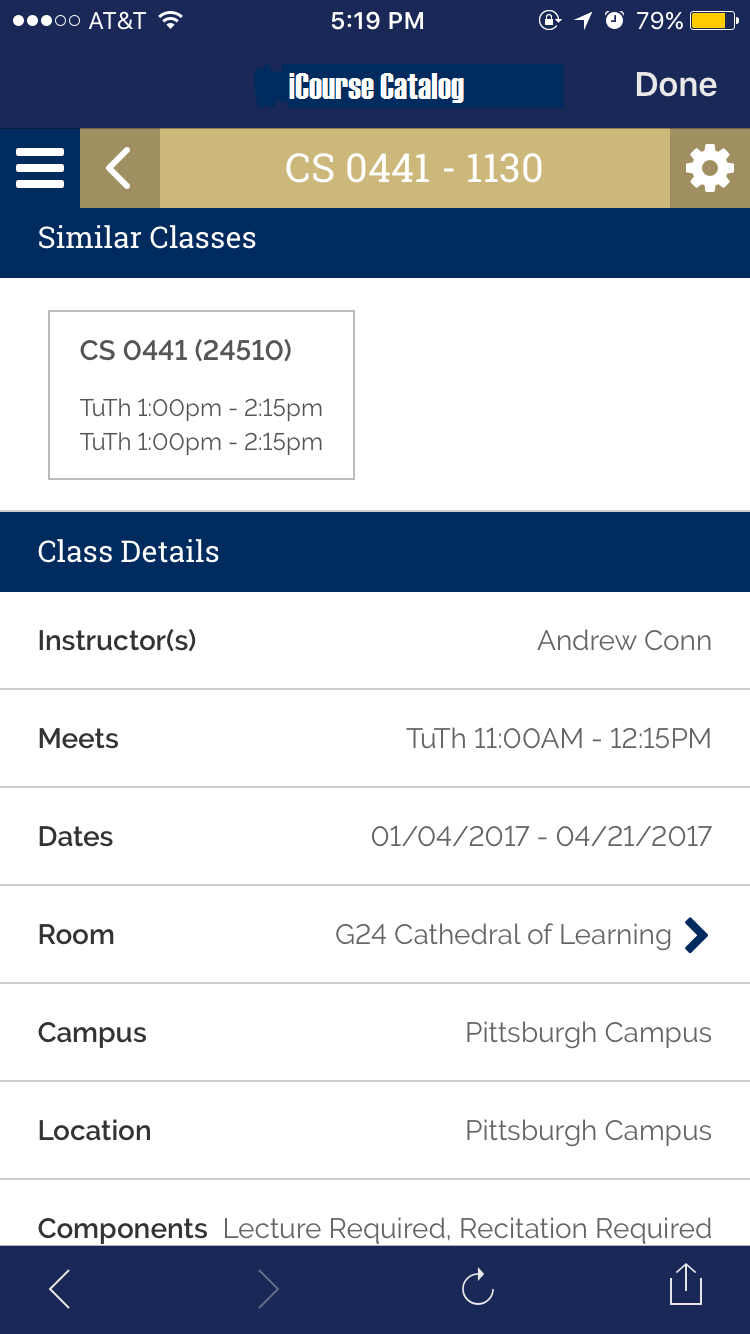 AT&T 5:19 PM 79%
iCourse Catalog Done
CS 0441 - 1130
Similar Classes
CS 0441 (24510)
TuTh 1:00pm - 2:15pm
TuTh 1:00pm - 2:15pm
Class Details
Instructor(s) Andrew Conn
Meets TuTh 11:00AM - 12:15PM
Dates 01/04/2017 - 04/21/2017
Room G24 Cathedral of Learning
Campus Pittsburgh Campus
Location Pittsburgh Campus
Components Lecture Required, Recitation Required